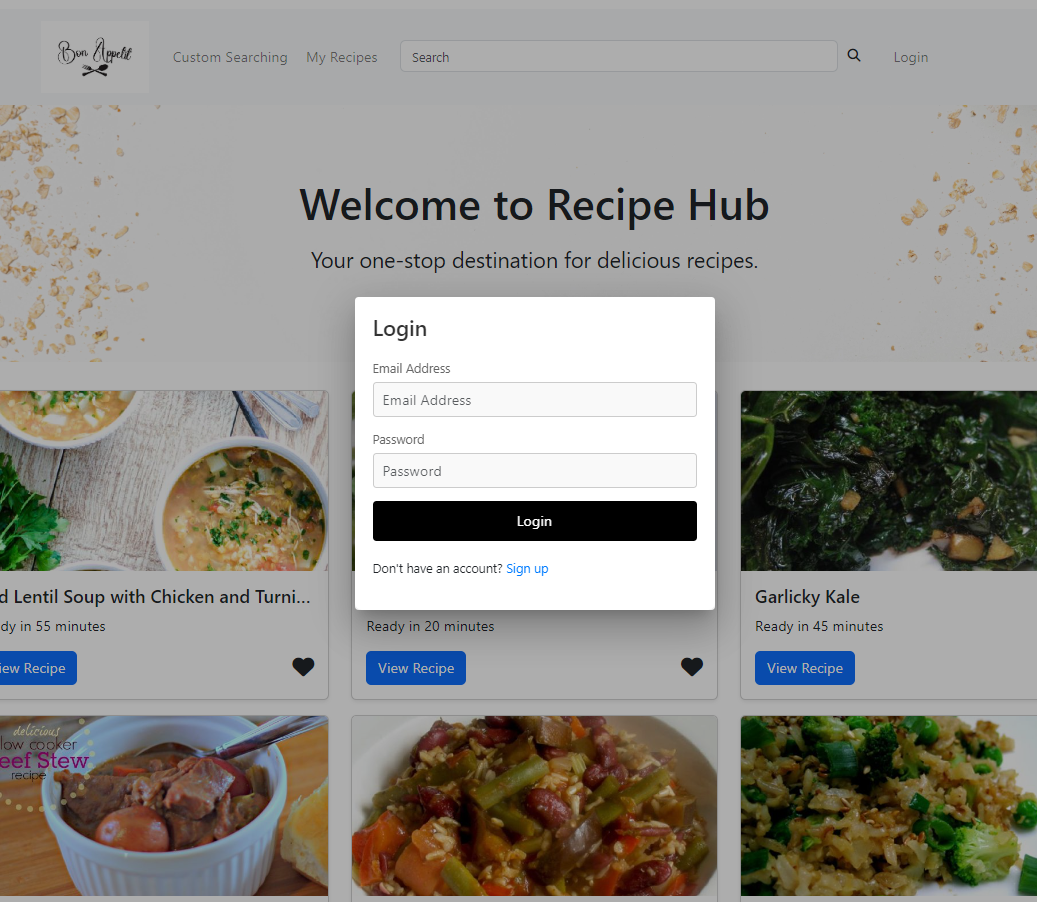 Bon Appetit
Custom Searching
My Recipes
Search
Login
Welcome to Recipe Hub
Your one-stop destination for delicious recipes.
Login
Email Address
Email Address
Password
Password
Login
Don't have an account? Sign up
d Lentil Soup with Chicken and Turni...
dy in 55 minutes
ew Recipe
Ready in 20 minutes
View Recipe
Garlicky Kale
Ready in 45 minutes
View Recipe
delicious
low cooker
eef Stew
recipe